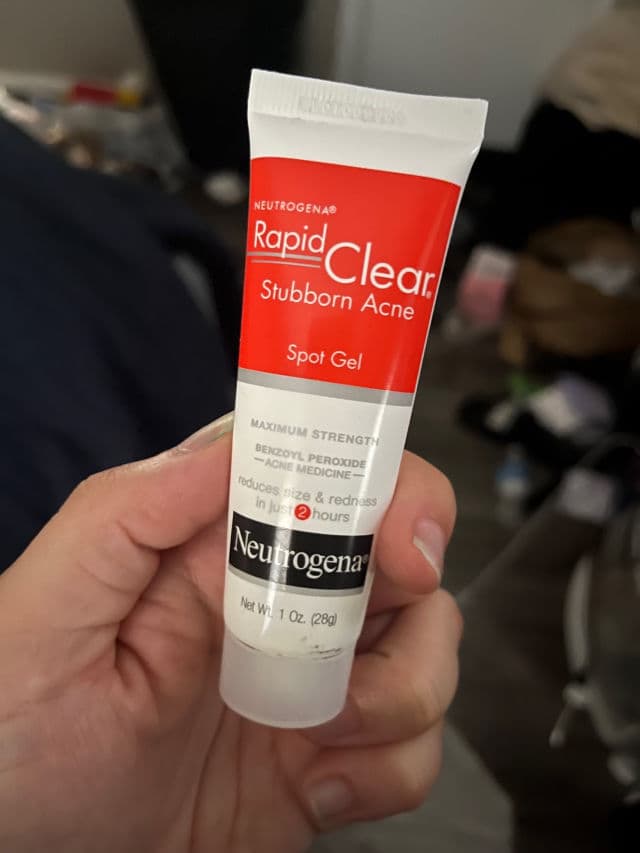 NEUTROGENA®
Rapid Clear®
Stubborn Acne
Spot Gel
MAXIMUM STRENGTH
BENZOYL PEROXIDE
—ACNE MEDICINE—
reduces size & redness
in just 2 hours
Neutrogena®
Net Wt. 1 Oz. (28g)